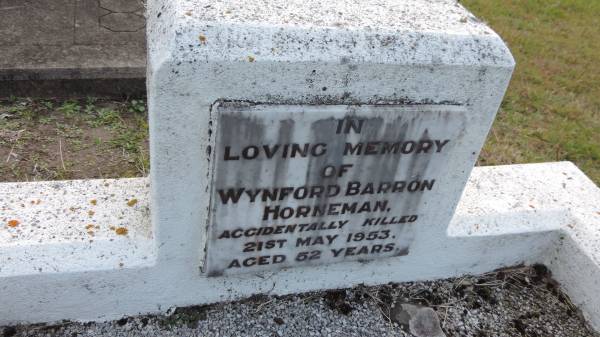 IN
LOVING MEMORY
OF
WYNFORD BARRON
HORNEMAN,
ACCIDENTALLY KILLED
21ST MAY 1953.
AGED 52 YEARS.